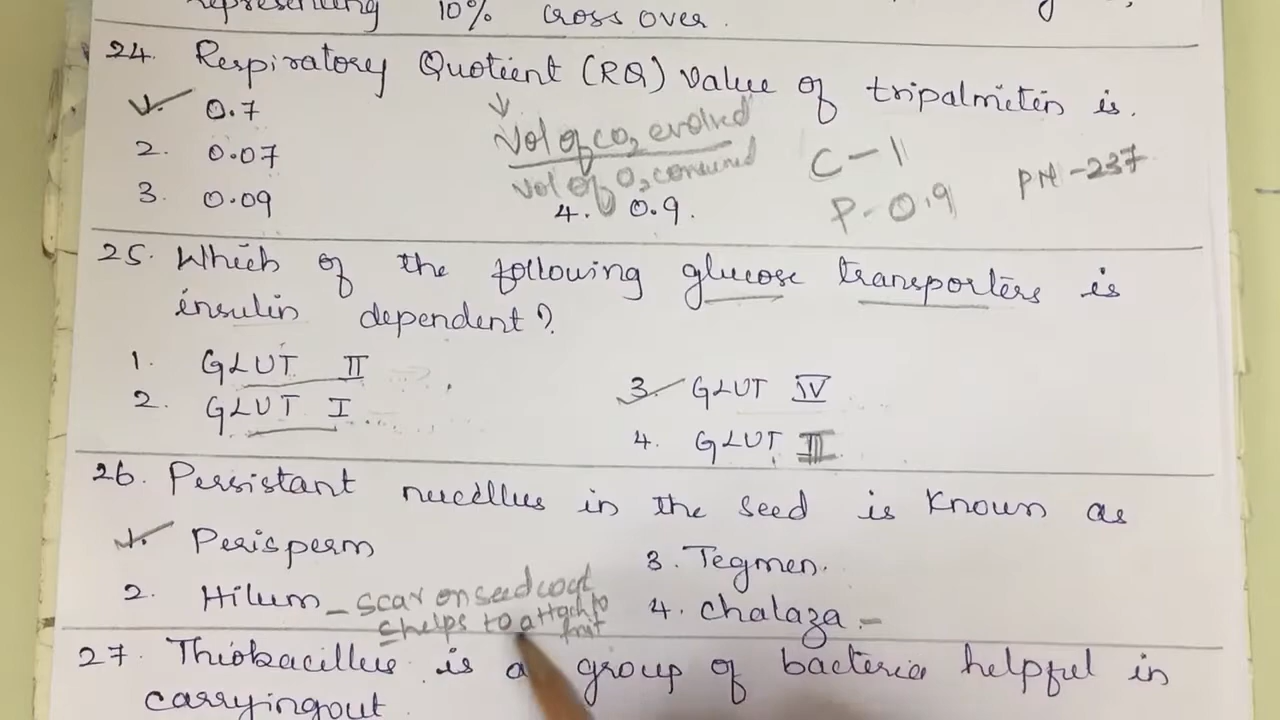 representing 10% cross over.
24. Respiratory Quotient (RQ) Value of tripalmitin is.
1. 0.7
Vol of CO2 evolved
2. 0.07
Vol of O2 consumed
C - 1
3. 0.09
4. 0.9.
P - 0.9
PM - 237
25. Which of the following glucose transporters is
insulin dependent?
1. GLUT II
3. GLUT IV
2. GLUT I
4. GLUT III
26. Persistant nucellus in the seed is known as
1. Perisperm
3. Tegmen.
2. Hilum - scar on seed coat
& helps to attach to
fruit
4. Chalaza -
27. Thiobacillus is a group of bacteria helpful in
carryingout